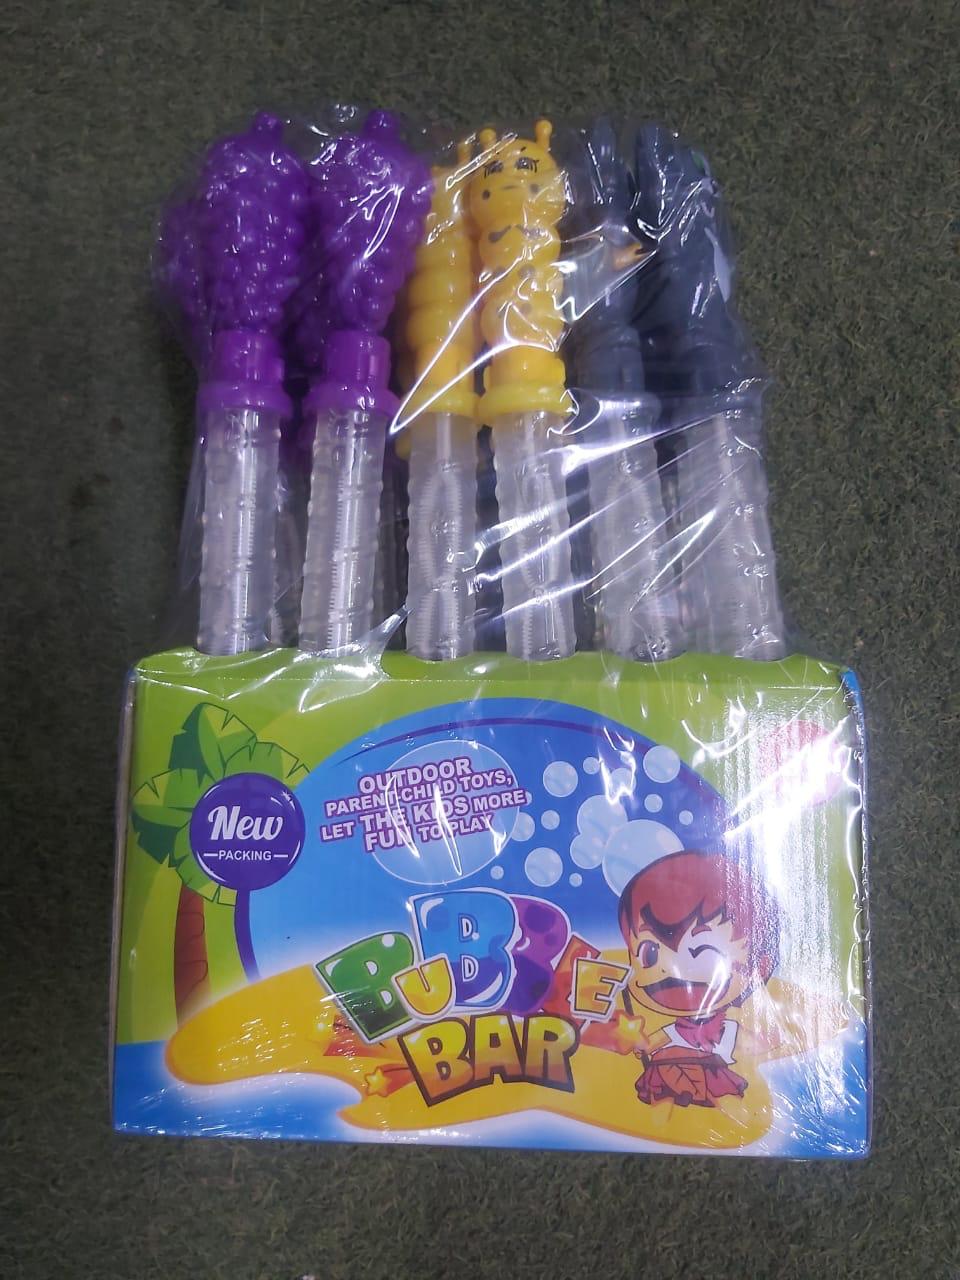 OUTDOOR
PARENT-CHILD TOYS,
LET THE KIDS MORE
FUN TO PLAY
New
PACKING
BUBBLE
BAR